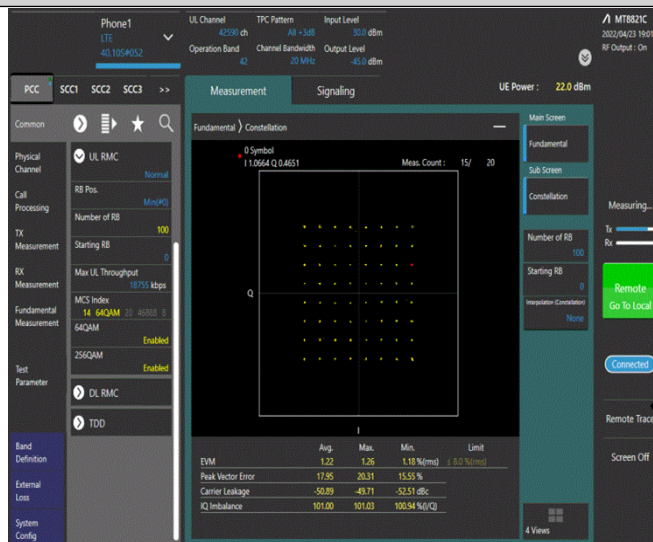 Phone1
LTE
40.10S#052
UL Channel
42590 ch
TPC Pattern
All +3dB
Input Level
30.0 dBm
Operation Band
42
Channel Bandwidth
20 MHz
Output Level
-45.0 dBm
MT8821C
2022/04/23 19:01
RF Output : On
PCC
SCC1
SCC2
SCC3
>>
Measurement
Signaling
UE Power : 22.0 dBm
Common
Physical
Channel
Call
Processing
TX
Measurement
RX
Measurement
Fundamental
Measurement
Test
Parameter
Band
Definition
External
Loss
System
Config
UL RMC
Normal
RB Pos.
Min(#0)
Number of RB
100
Starting RB
0
Max UL Throughput
18755 kbps
MCS Index
14 64QAM 20 46888 8
64QAM
Enabled
256QAM
Enabled
DL RMC
TDD
Fundamental > Constellation
0 Symbol
I 1.0664 Q 0.4651
Meas. Count : 15/ 20
Q
I
Avg. Max. Min. Limit
EVM 1.22 1.26 1.18 %(rms) ≤ 8.0 %(rms)
Peak Vector Error 17.95 20.31 15.55 %
Carrier Leakage -50.89 -49.71 -52.51 dBc
IQ Imbalance 101.00 101.03 100.94 %(I/Q)
Main Screen
Fundamental
Sub Screen
Constellation
Number of RB
100
Starting RB
0
Interpolation (Constellation)
None
4 Views
Measuring...
Tx
Rx
Remote
Go To Local
Connected
Remote Trace
Screen Off